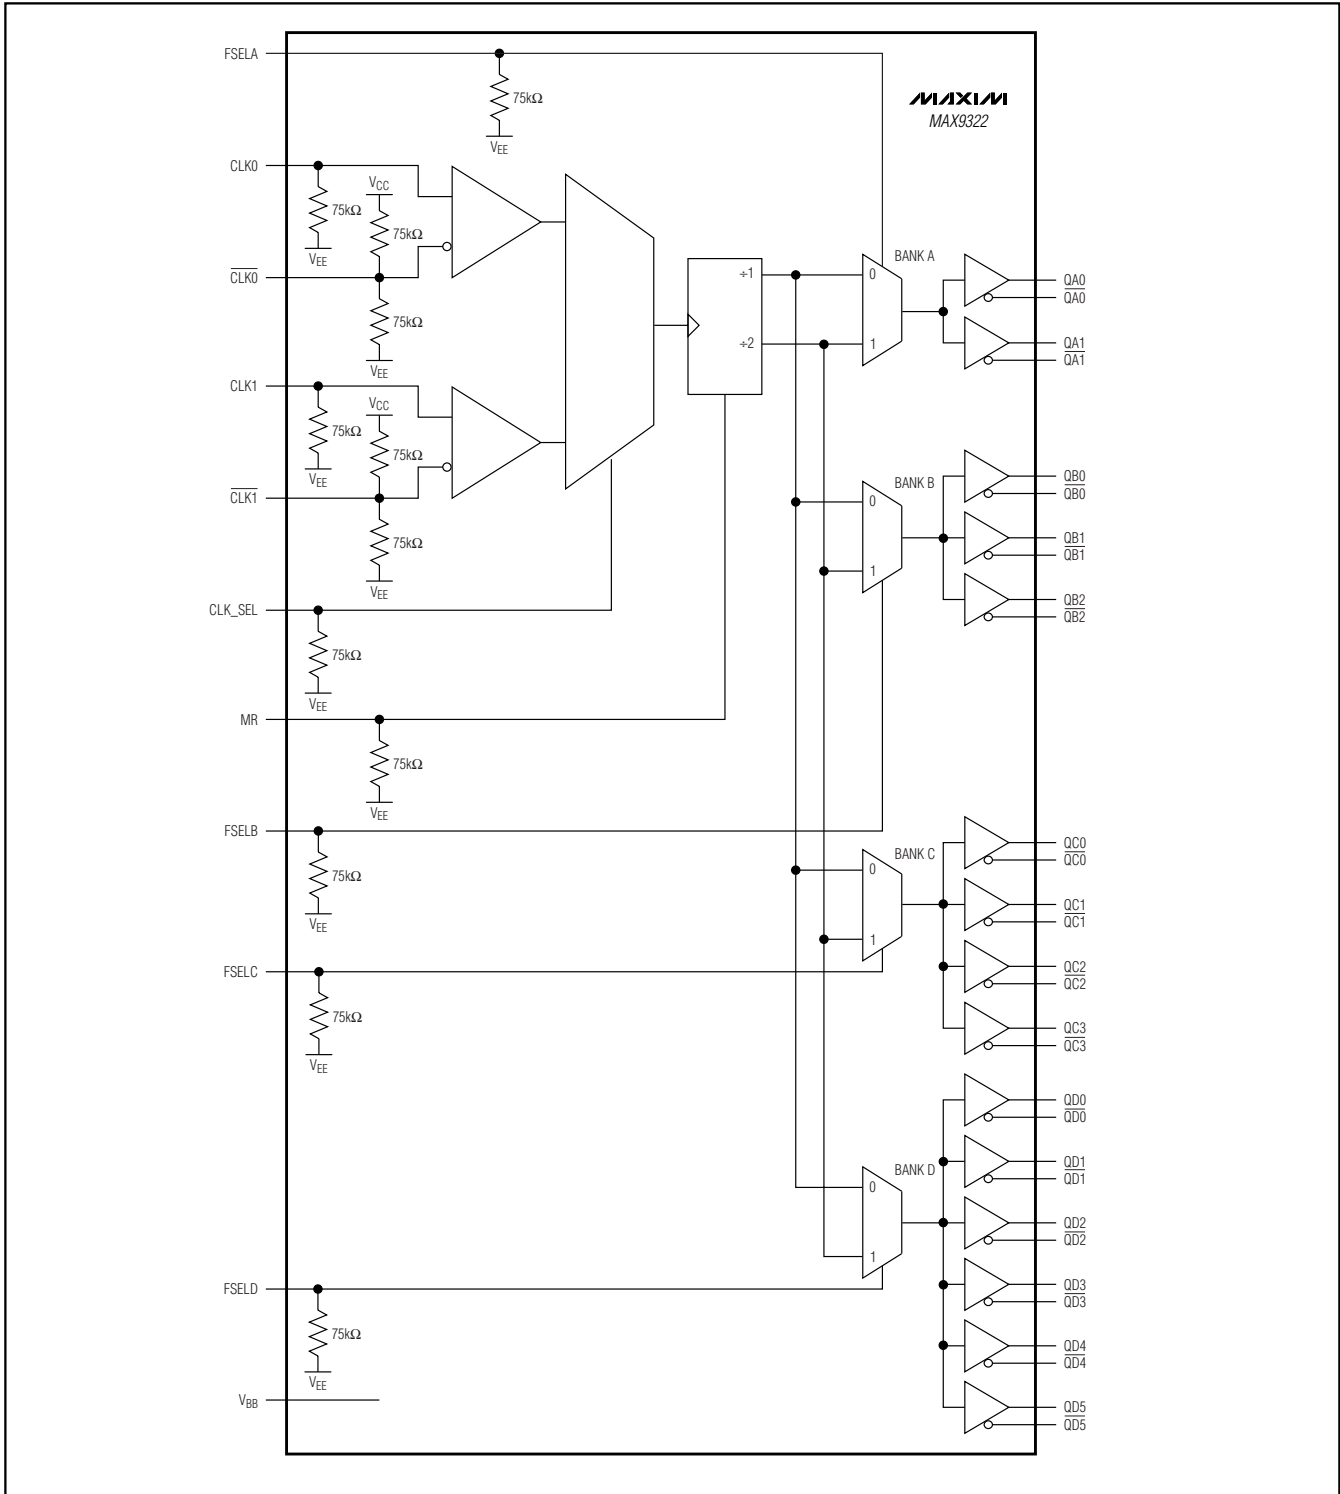 FSELA
75kΩ
VEE
MAXIM
MAX9322
CLK0
75kΩ
VEE
VCC
75kΩ
CLK0
75kΩ
VEE
CLK1
75kΩ
VEE
VCC
75kΩ
CLK1
75kΩ
VEE
CLK_SEL
75kΩ
VEE
MR
75kΩ
VEE
FSELB
75kΩ
VEE
FSELC
75kΩ
VEE
FSELD
75kΩ
VEE
VBB
÷1
÷2
BANK A
0
1
QA0
QA0
QA1
QA1
BANK B
0
1
QB0
QB0
QB1
QB1
QB2
QB2
BANK C
0
1
QC0
QC0
QC1
QC1
QC2
QC2
QC3
QC3
BANK D
0
1
QD0
QD0
QD1
QD1
QD2
QD2
QD3
QD3
QD4
QD4
QD5
QD5